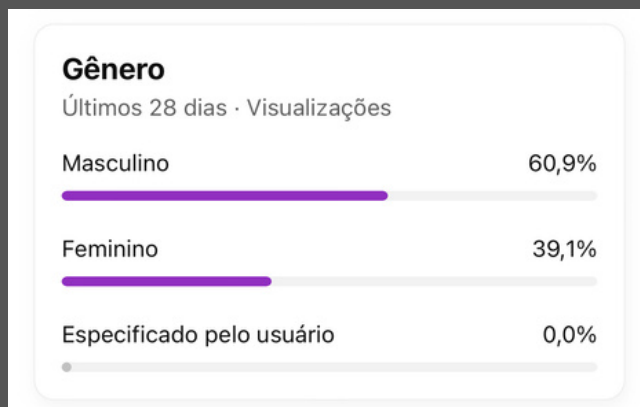 Gênero
Últimos 28 dias · Visualizações
Masculino 60,9%
Feminino 39,1%
Especificado pelo usuário 0,0%